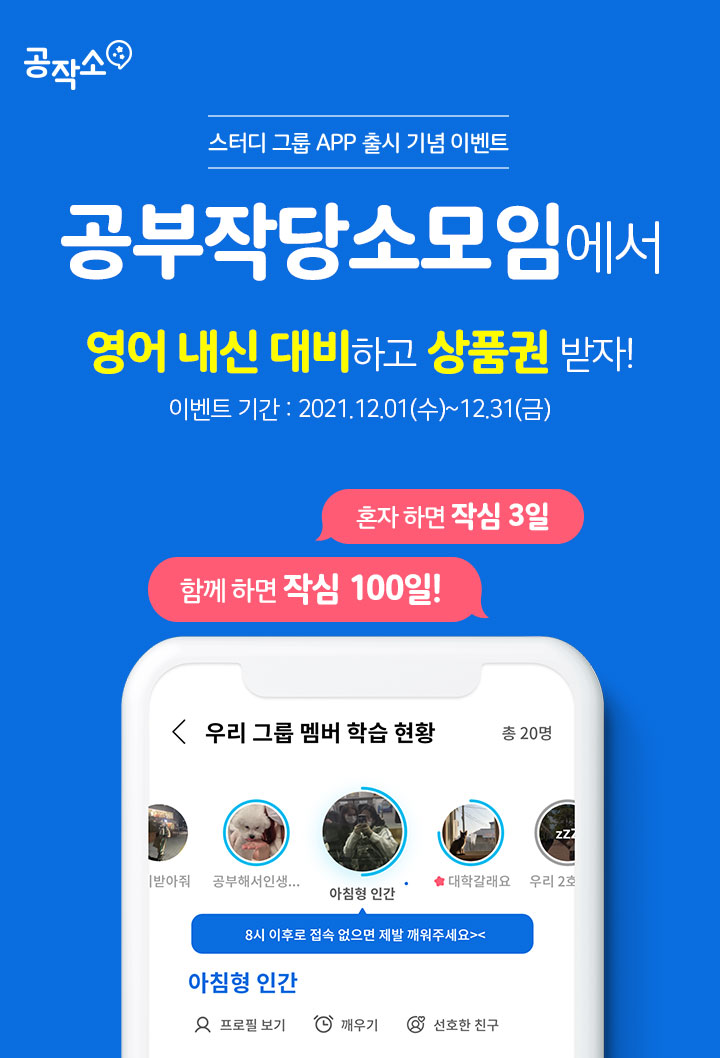 공작소
스터디 그룹 APP 출시 기념 이벤트
공부작당소모임에서
영어 내신 대비하고 상품권 받자!
이벤트 기간 : 2021.12.01(수)~12.31(금)
혼자 하면 작심 3일
함께 하면 작심 100일!
우리 그룹 멤버 학습 현황 총 20명
zzz
받아줘 공부해서인생... 아침형 인간 대학갈래요 우리 2호
8시 이후로 접속 없으면 제발 깨워주세요><
아침형 인간
프로필 보기 깨우기 선호한 친구